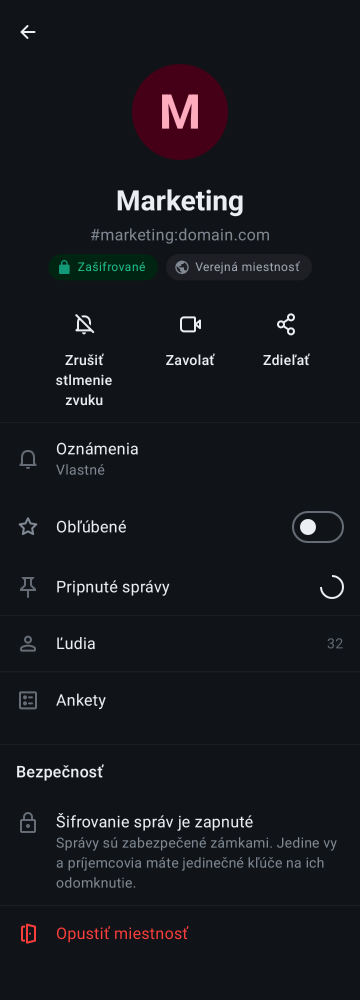 M
Marketing
#marketing:domain.com
Zašifrované
Verejná miestnosť
Zrušiť
stlmenie
zvuku
Zavolať
Zdieľať
Oznámenia
Vlastné
Obľúbené
Pripnuté správy
Ľudia
32
Ankety
Bezpečnosť
Šifrovanie správ je zapnuté
Správy sú zabezpečené zámkami. Jedine vy
a príjemcovia máte jedinečné kľúče na ich
odomknutie.
Opustiť miestnosť